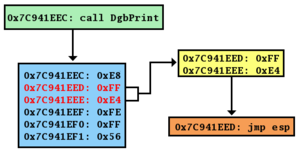 0x7C941EEC: call DgbPrint
0x7C941EEC: 0xE8
0x7C941EED: 0xFF
0x7C941EEE: 0xE4
0x7C941EEF: 0xFE
0x7C941EF0: 0xFF
0x7C941EF1: 0x56
0x7C941EED: 0xFF
0x7C941EEE: 0xE4
0x7C941EED: jmp esp